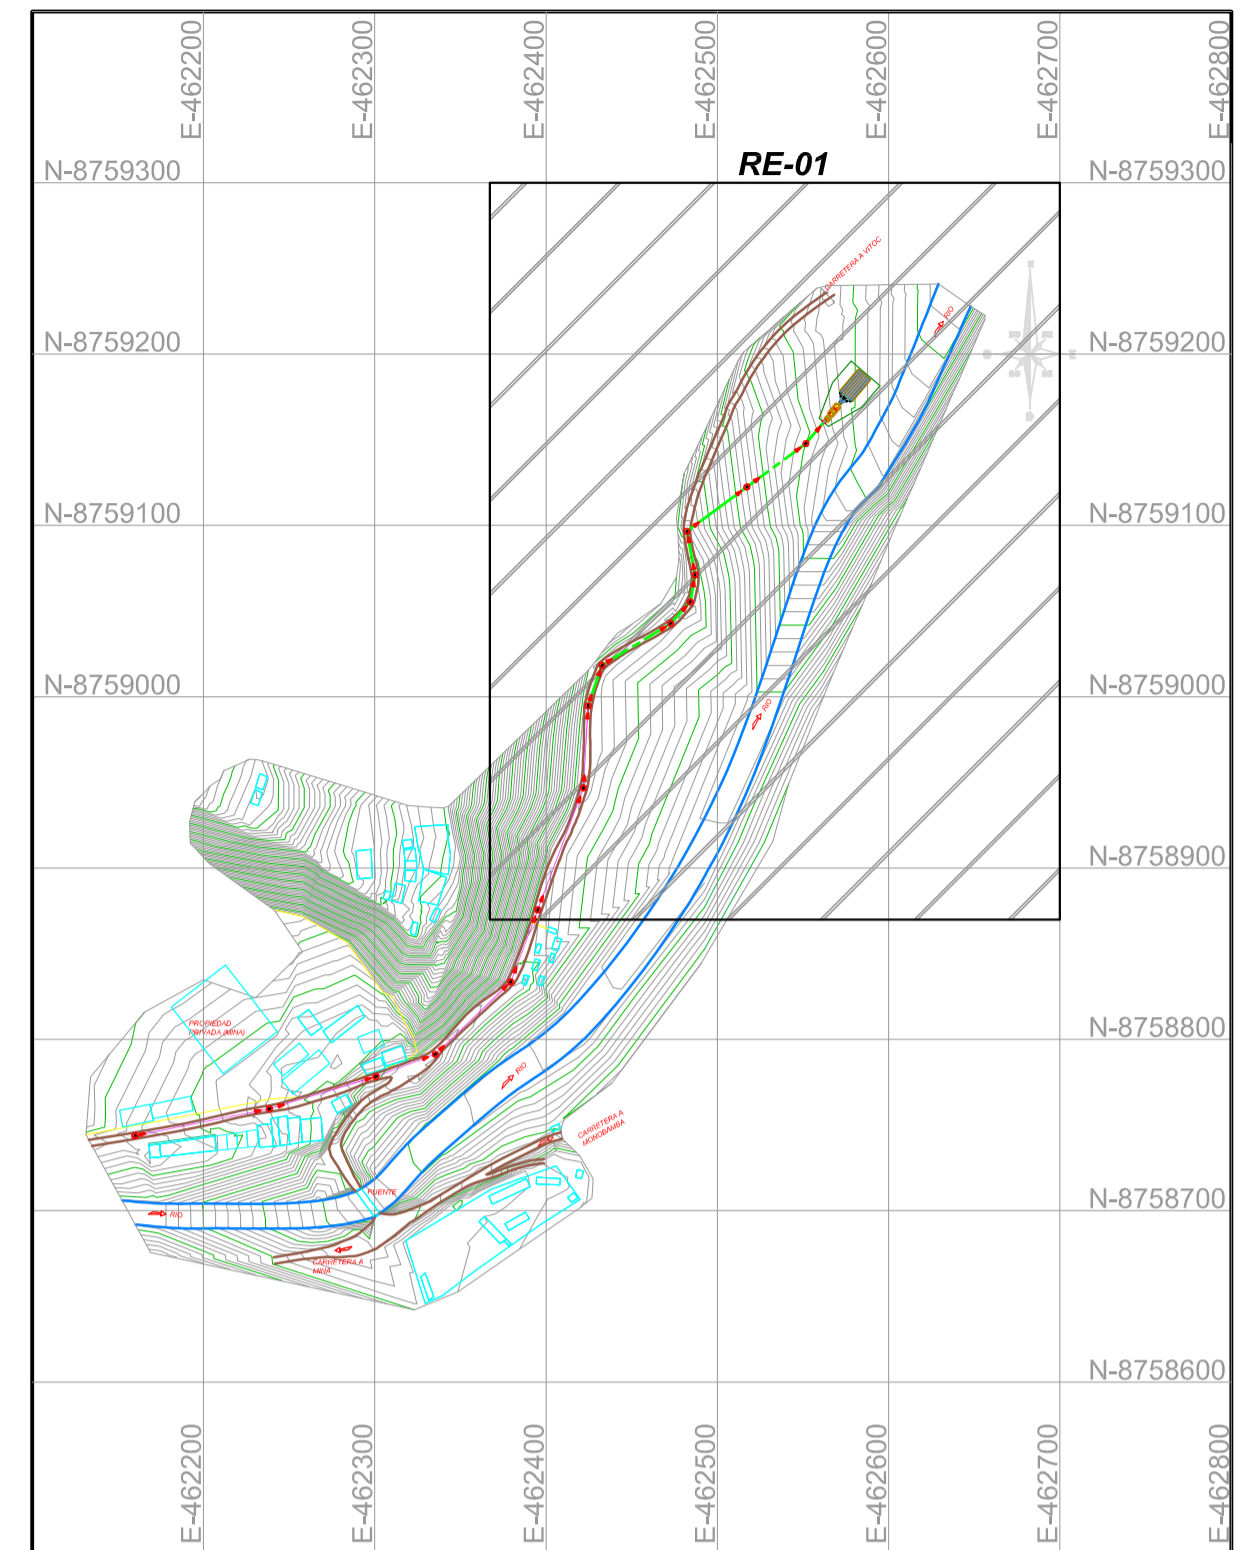 E-462200
E-462300
E-462400
E-462500
E-462600
E-462700
E-462800
RE-01
N-8759300
N-8759300
CARRETERA A VITOC
RIO
N-8759200
N-8759200
N-8759100
N-8759100
N-8759000
N-8759000
RIO
N-8758900
N-8758900
PROPIEDAD
PRIVADA (MINA)
N-8758800
RIO
CARRETERA A
MONOBAMBA
PUENTE
RIO
N-8758700
CARRETERA A
MINA
N-8758600
E-462200
E-462300
E-462400
E-462500
E-462600
E-462700
E-462800